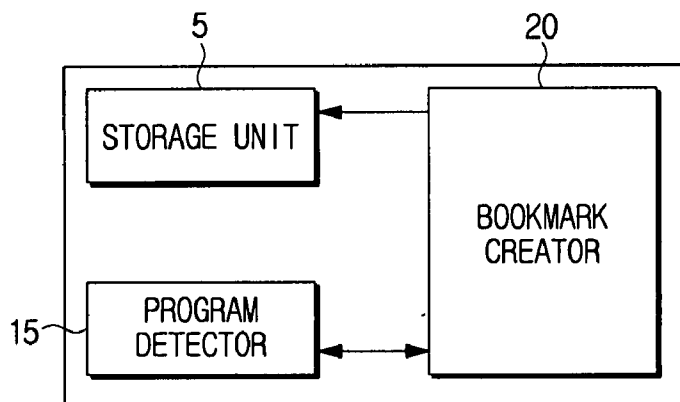 5
20
STORAGE UNIT
BOOKMARK
CREATOR
15
PROGRAM
DETECTOR